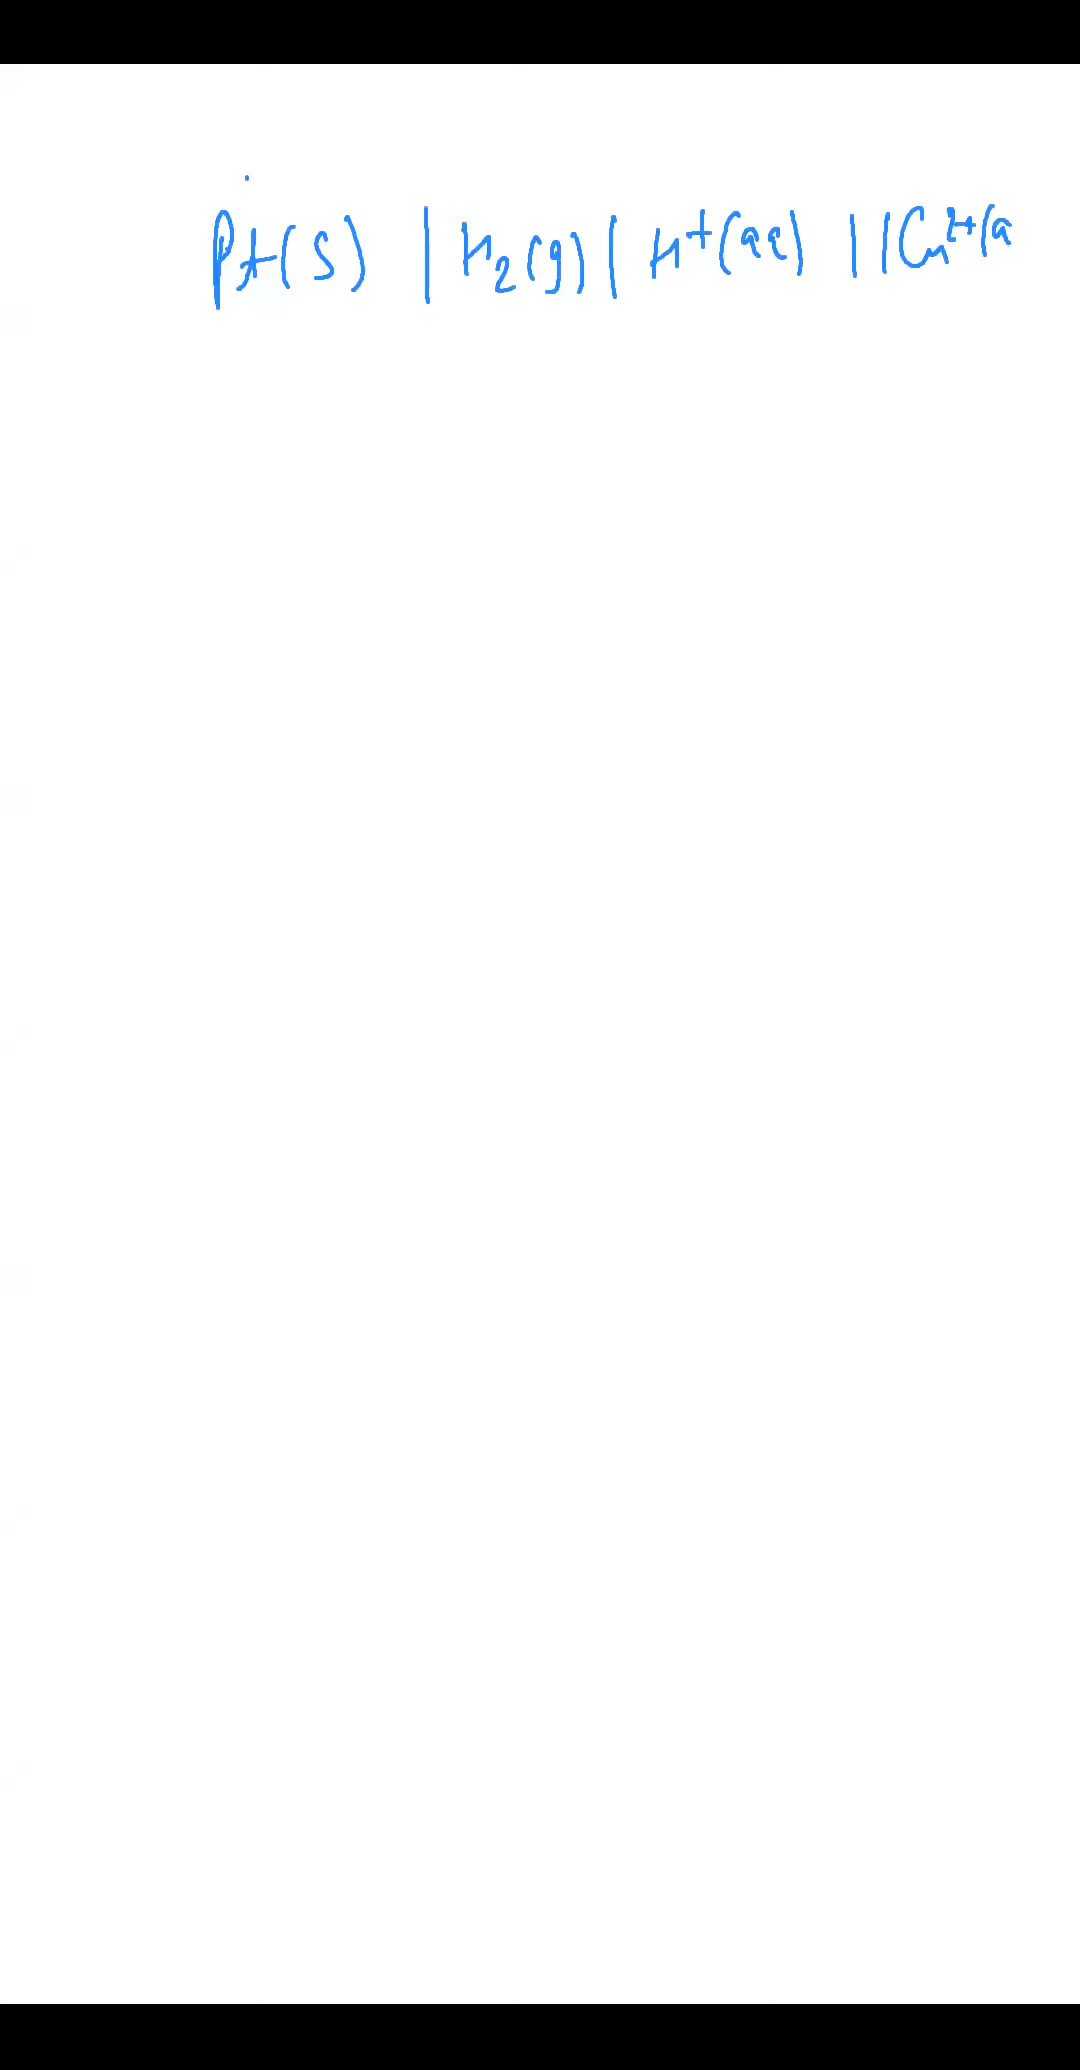 Pt(s) | H₂(g) | H⁺(aq) || Cu²⁺(a